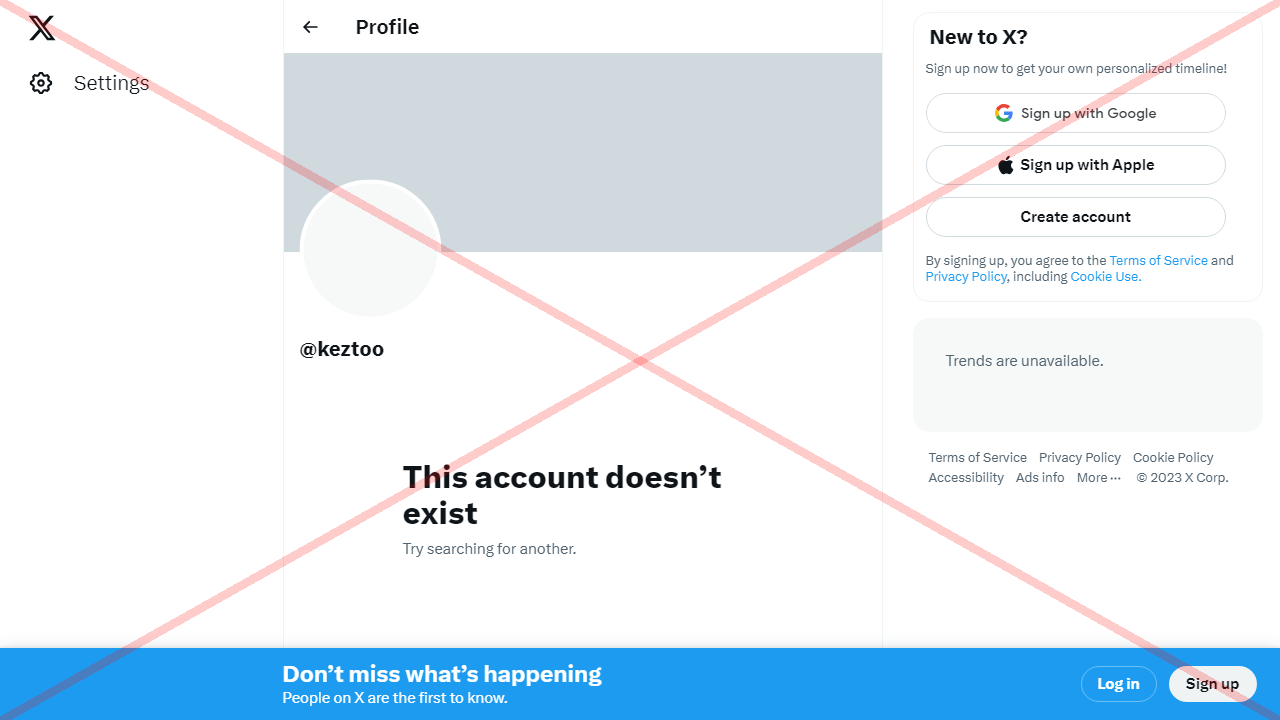 Settings
Profile
@keztoo
This account doesn’t
exist
Try searching for another.
New to X?
Sign up now to get your own personalized timeline!
Sign up with Google
Sign up with Apple
Create account
By signing up, you agree to the Terms of Service and
Privacy Policy, including Cookie Use.
Trends are unavailable.
Terms of Service Privacy Policy Cookie Policy
Accessibility Ads info More ··· © 2023 X Corp.
Don’t miss what’s happening
People on X are the first to know.
Log in
Sign up